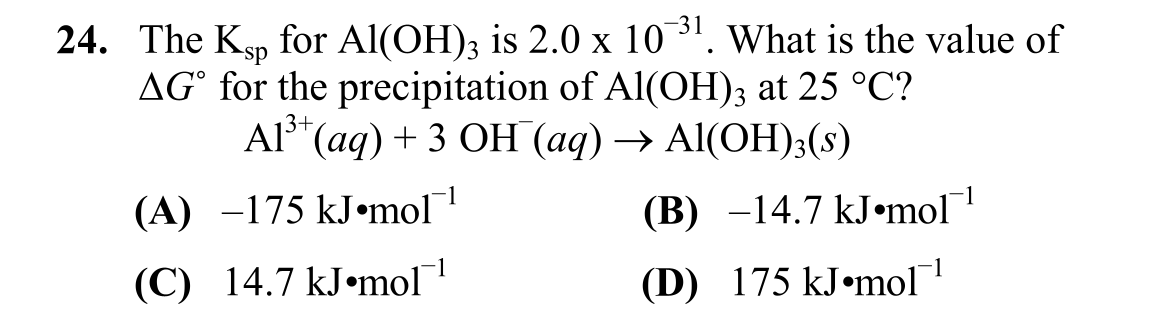 24. The Kₛₚ for Al(OH)₃ is 2.0 x 10⁻³¹. What is the value of
ΔG° for the precipitation of Al(OH)₃ at 25 °C?
Al³⁺(aq) + 3 OH⁻(aq) → Al(OH)₃(s)
(A) –175 kJ•mol⁻¹ (B) –14.7 kJ•mol⁻¹
(C) 14.7 kJ•mol⁻¹ (D) 175 kJ•mol⁻¹